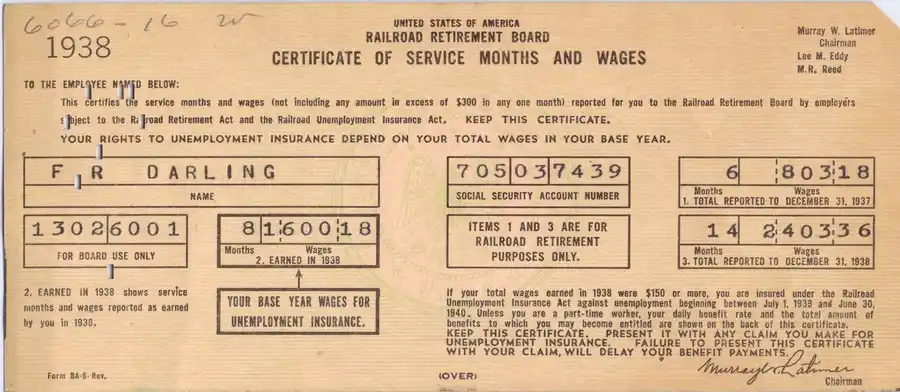 6066-16
1938
UNITED STATES OF AMERICA
RAILROAD RETIREMENT BOARD
CERTIFICATE OF SERVICE MONTHS AND WAGES
Murray W. Latimer
Chairman
Lee M. Eddy
M.R. Reed
TO THE EMPLOYEE NAMED BELOW:
This certifies the service months and wages (not including any amount in excess of $300 in any one month) reported for you to the Railroad Retirement Board by employers
subject to the Railroad Retirement Act and the Railroad Unemployment Insurance Act. KEEP THIS CERTIFICATE.
YOUR RIGHTS TO UNEMPLOYMENT INSURANCE DEPEND ON YOUR TOTAL WAGES IN YOUR BASE YEAR.
F R DARLING
NAME
705 03 7439
SOCIAL SECURITY ACCOUNT NUMBER
6 803 18
Months Wages
1. TOTAL REPORTED TO DECEMBER 31, 1937
1302 6001
FOR BOARD USE ONLY
8 1600 18
Months Wages
2. EARNED IN 1938
ITEMS 1 AND 3 ARE FOR
RAILROAD RETIREMENT
PURPOSES ONLY.
14 2403 36
Months Wages
3. TOTAL REPORTED TO DECEMBER 31, 1938
2. EARNED IN 1938 shows service
months and wages reported as earned
by you in 1938.
YOUR BASE YEAR WAGES FOR
UNEMPLOYMENT INSURANCE.
If your total wages earned in 1938 were $150 or more, you are insured under the Railroad
Unemployment Insurance Act against unemployment beginning between July 1, 1939 and June 30,
1940. Unless you are a part-time worker, your daily benefit rate and the total amount of
benefits to which you may become entitled are shown on the back of this certificate.
KEEP THIS CERTIFICATE. PRESENT IT WITH ANY CLAIM YOU MAKE FOR
UNEMPLOYMENT INSURANCE. FAILURE TO PRESENT THIS CERTIFICATE
WITH YOUR CLAIM, WILL DELAY YOUR BENEFIT PAYMENTS.
Murray W. Latimer
Chairman
Form BA-6-Rev.
(OVER)